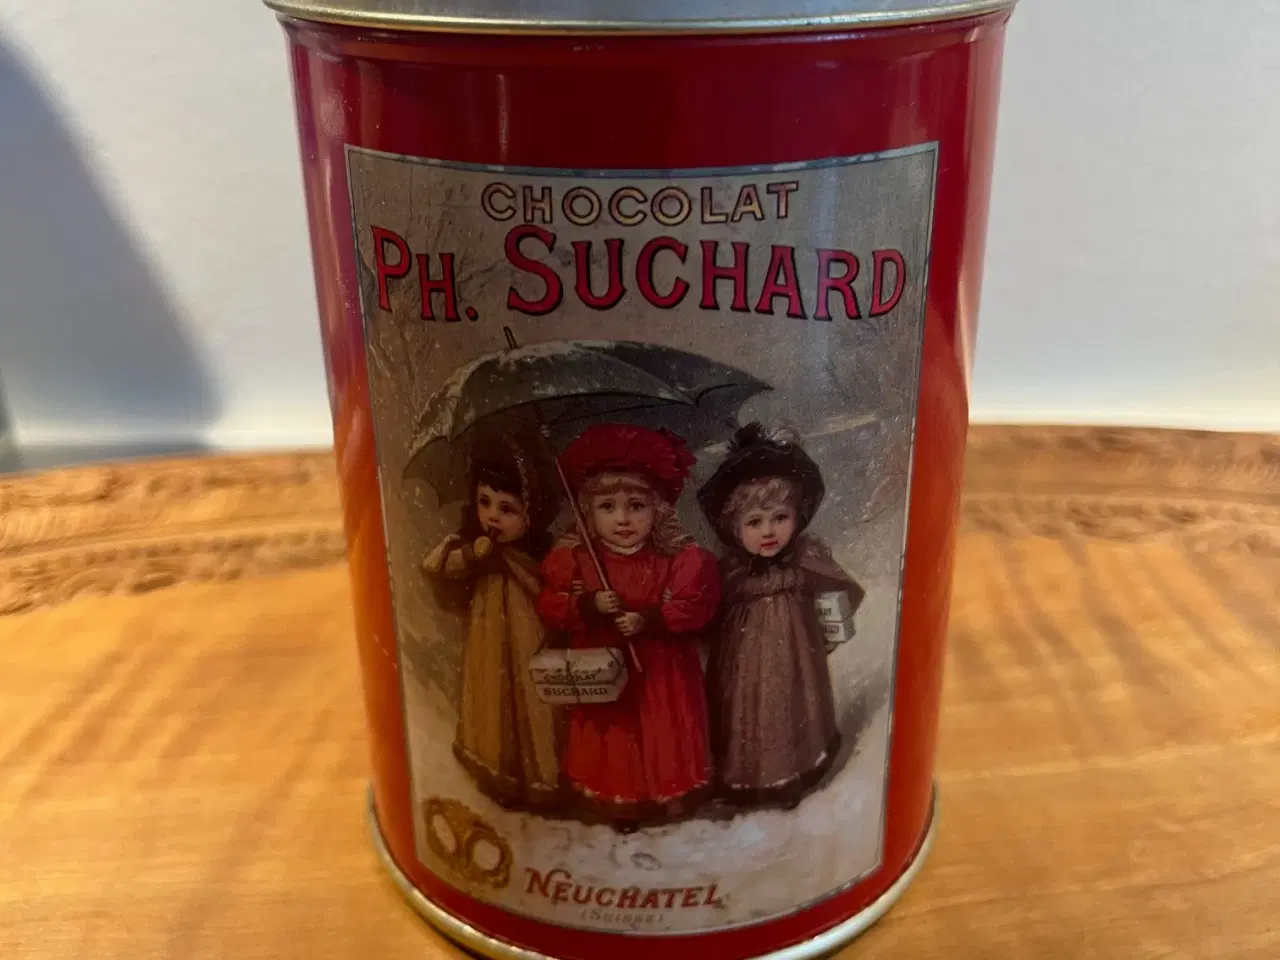 CHOCOLAT
PH. SUCHARD
CHOCOLAT
SUCHARD
NEUCHATEL
(SUISSE)